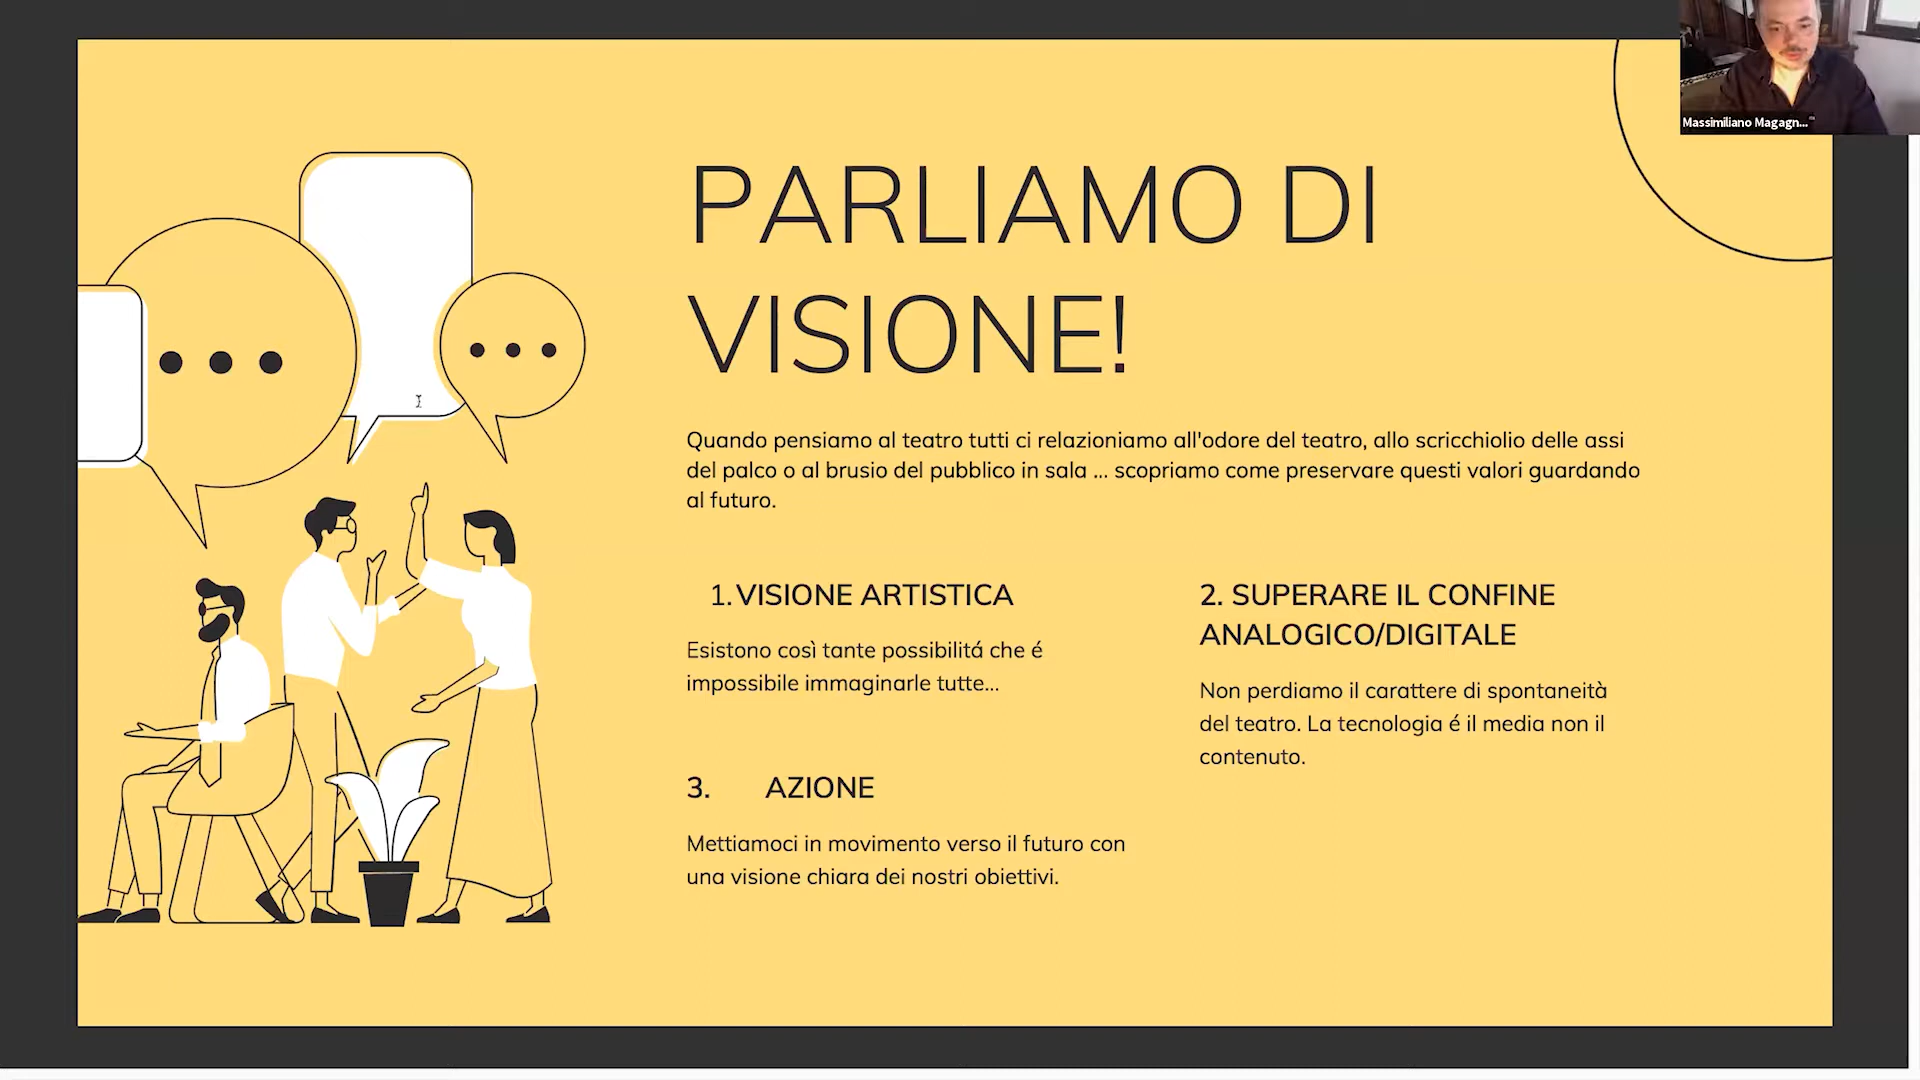 Massimiliano Magagn...
PARLIAMO DI
VISIONE!
Quando pensiamo al teatro tutti ci relazioniamo all'odore del teatro, allo scricchiolio delle assi
del palco o al brusio del pubblico in sala ... scopriamo come preservare questi valori guardando
al futuro.
1. VISIONE ARTISTICA
Esistono così tante possibilitá che é
impossibile immaginarle tutte...
2. SUPERARE IL CONFINE
ANALOGICO/DIGITALE
Non perdiamo il carattere di spontaneità
del teatro. La tecnologia é il media non il
contenuto.
3. AZIONE
Mettiamoci in movimento verso il futuro con
una visione chiara dei nostri obiettivi.